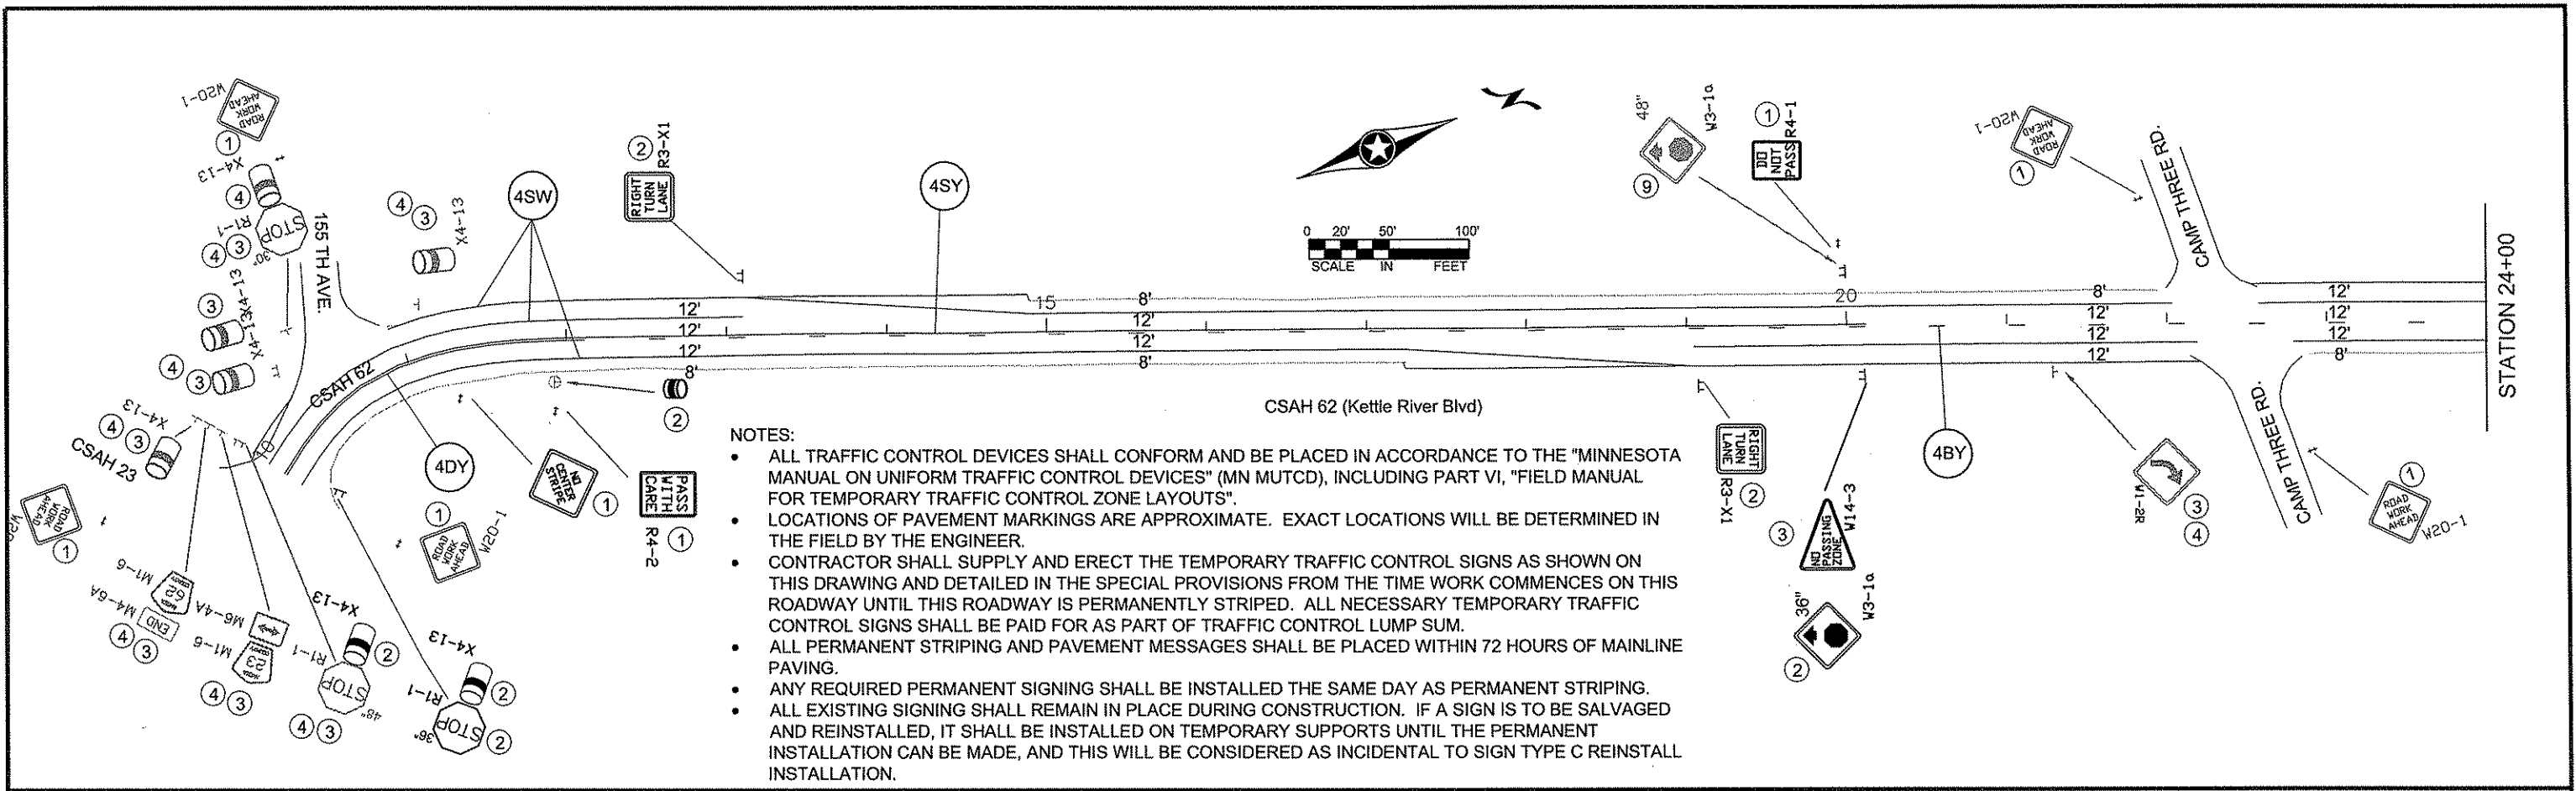 W20-1
ROAD
WORK
AHEAD
1
X4-13
4
R1-1
STOP
4 3
30"
155 TH AVE.
X4-13
3
X4-13
4 3
4 3
X4-13
4SW
2
R3-X1
RIGHT
TURN
LANE
4SY
0 20' 50' 100'
SCALE IN FEET
48"
W3-1a
9
1
DO
NOT
PASS
R4-1
W20-1
ROAD
WORK
AHEAD
1
CAMP THREE RD.
STATION 24+00
12'
12'
12'
8'
15
8'
12'
12'
8'
20
8'
12'
12'
12'
12'
12'
12'
8'
CSAH 62
X4-13
4 3
CSAH 23
ROAD
WORK
AHEAD
1
4DY
2
NO
CENTER
STRIPE
1
PASS
WITH
CARE
R4-2
1
1
ROAD
WORK
AHEAD
W20-1
M1-6
62
M4-6A
END
4 3
M6-4A
M1-6
23
4 3
X4-13
2
R1-1
STOP
48"
4 3
X4-13
2
R1-1
STOP
36"
2
CSAH 62 (Kettle River Blvd)
RIGHT
TURN
LANE
R3-X1
2
3
NO
PASSING
ZONE
W14-3
36"
W3-1a
2
4BY
W1-2R
3
4
CAMP THREE RD.
1
ROAD
WORK
AHEAD
W20-1
NOTES:
• ALL TRAFFIC CONTROL DEVICES SHALL CONFORM AND BE PLACED IN ACCORDANCE TO THE "MINNESOTA
MANUAL ON UNIFORM TRAFFIC CONTROL DEVICES" (MN MUTCD), INCLUDING PART VI, "FIELD MANUAL
FOR TEMPORARY TRAFFIC CONTROL ZONE LAYOUTS".
• LOCATIONS OF PAVEMENT MARKINGS ARE APPROXIMATE. EXACT LOCATIONS WILL BE DETERMINED IN
THE FIELD BY THE ENGINEER.
• CONTRACTOR SHALL SUPPLY AND ERECT THE TEMPORARY TRAFFIC CONTROL SIGNS AS SHOWN ON
THIS DRAWING AND DETAILED IN THE SPECIAL PROVISIONS FROM THE TIME WORK COMMENCES ON THIS
ROADWAY UNTIL THIS ROADWAY IS PERMANENTLY STRIPED. ALL NECESSARY TEMPORARY TRAFFIC
CONTROL SIGNS SHALL BE PAID FOR AS PART OF TRAFFIC CONTROL LUMP SUM.
• ALL PERMANENT STRIPING AND PAVEMENT MESSAGES SHALL BE PLACED WITHIN 72 HOURS OF MAINLINE
PAVING.
• ANY REQUIRED PERMANENT SIGNING SHALL BE INSTALLED THE SAME DAY AS PERMANENT STRIPING.
• ALL EXISTING SIGNING SHALL REMAIN IN PLACE DURING CONSTRUCTION. IF A SIGN IS TO BE SALVAGED
AND REINSTALLED, IT SHALL BE INSTALLED ON TEMPORARY SUPPORTS UNTIL THE PERMANENT
INSTALLATION CAN BE MADE, AND THIS WILL BE CONSIDERED AS INCIDENTAL TO SIGN TYPE C REINSTALL
INSTALLATION.